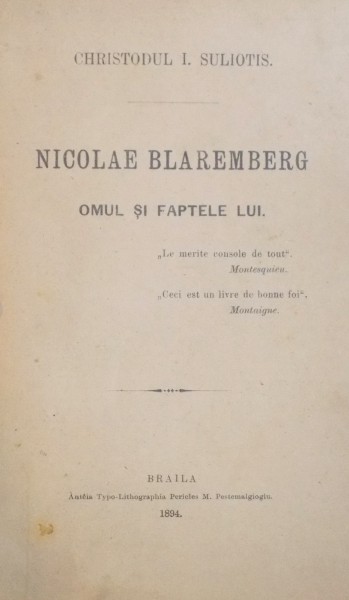 CHRISTODUL I. SULIOTIS.
NICOLAE BLAREMBERG
OMUL ȘI FAPTELE LUI.
„Le merite console de tout“.
Montesquieu.
„Ceci est un livre de bonne foi“.
Montaigne.
BRAILA
Àntêia Typo-Lithographia Pericles M. Pestemalgioglu.
1894.